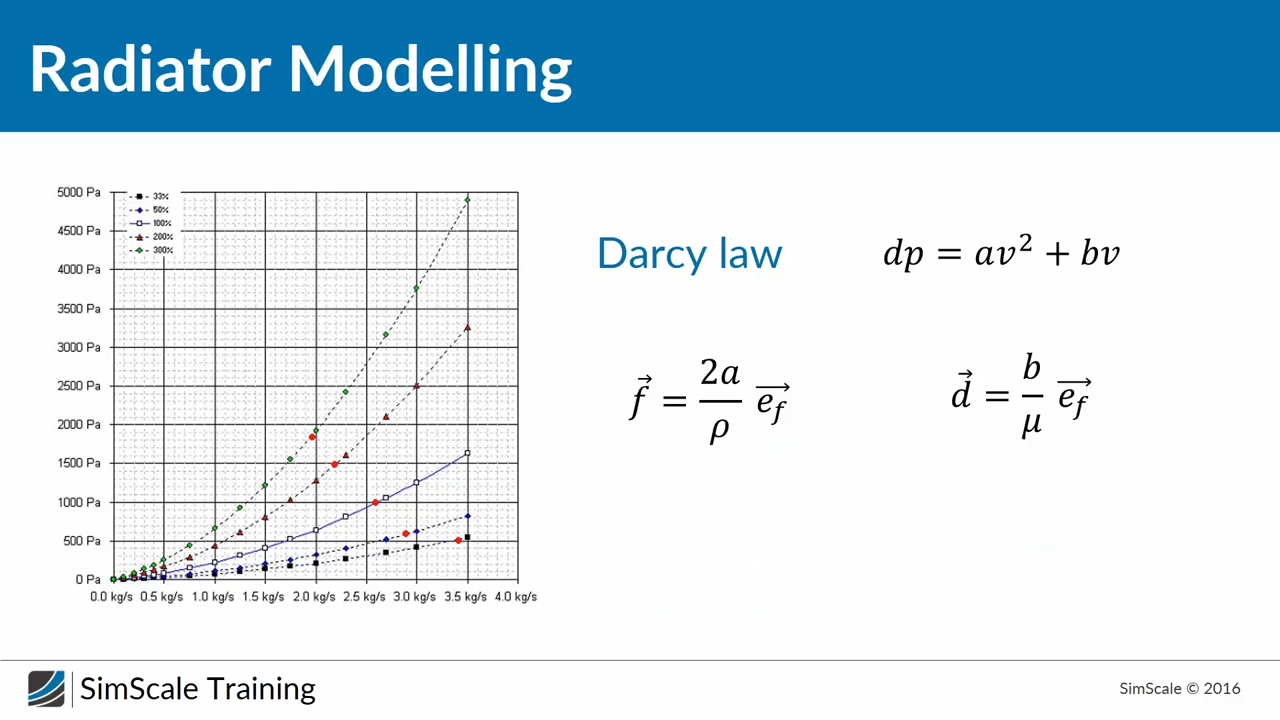 Radiator Modelling
5000 Pa
4500 Pa
4000 Pa
3500 Pa
3000 Pa
2500 Pa
2000 Pa
1500 Pa
1000 Pa
500 Pa
0 Pa
33%
50%
100%
200%
300%
0.0 kg/s 0.5 kg/s 1.0 kg/s 1.5 kg/s 2.0 kg/s 2.5 kg/s 3.0 kg/s 3.5 kg/s 4.0 kg/s
Darcy law dp = av² + bv
f⃗ = 2a/ρ e_f⃗ d⃗ = b/μ e_f⃗
SimScale Training
SimScale © 2016